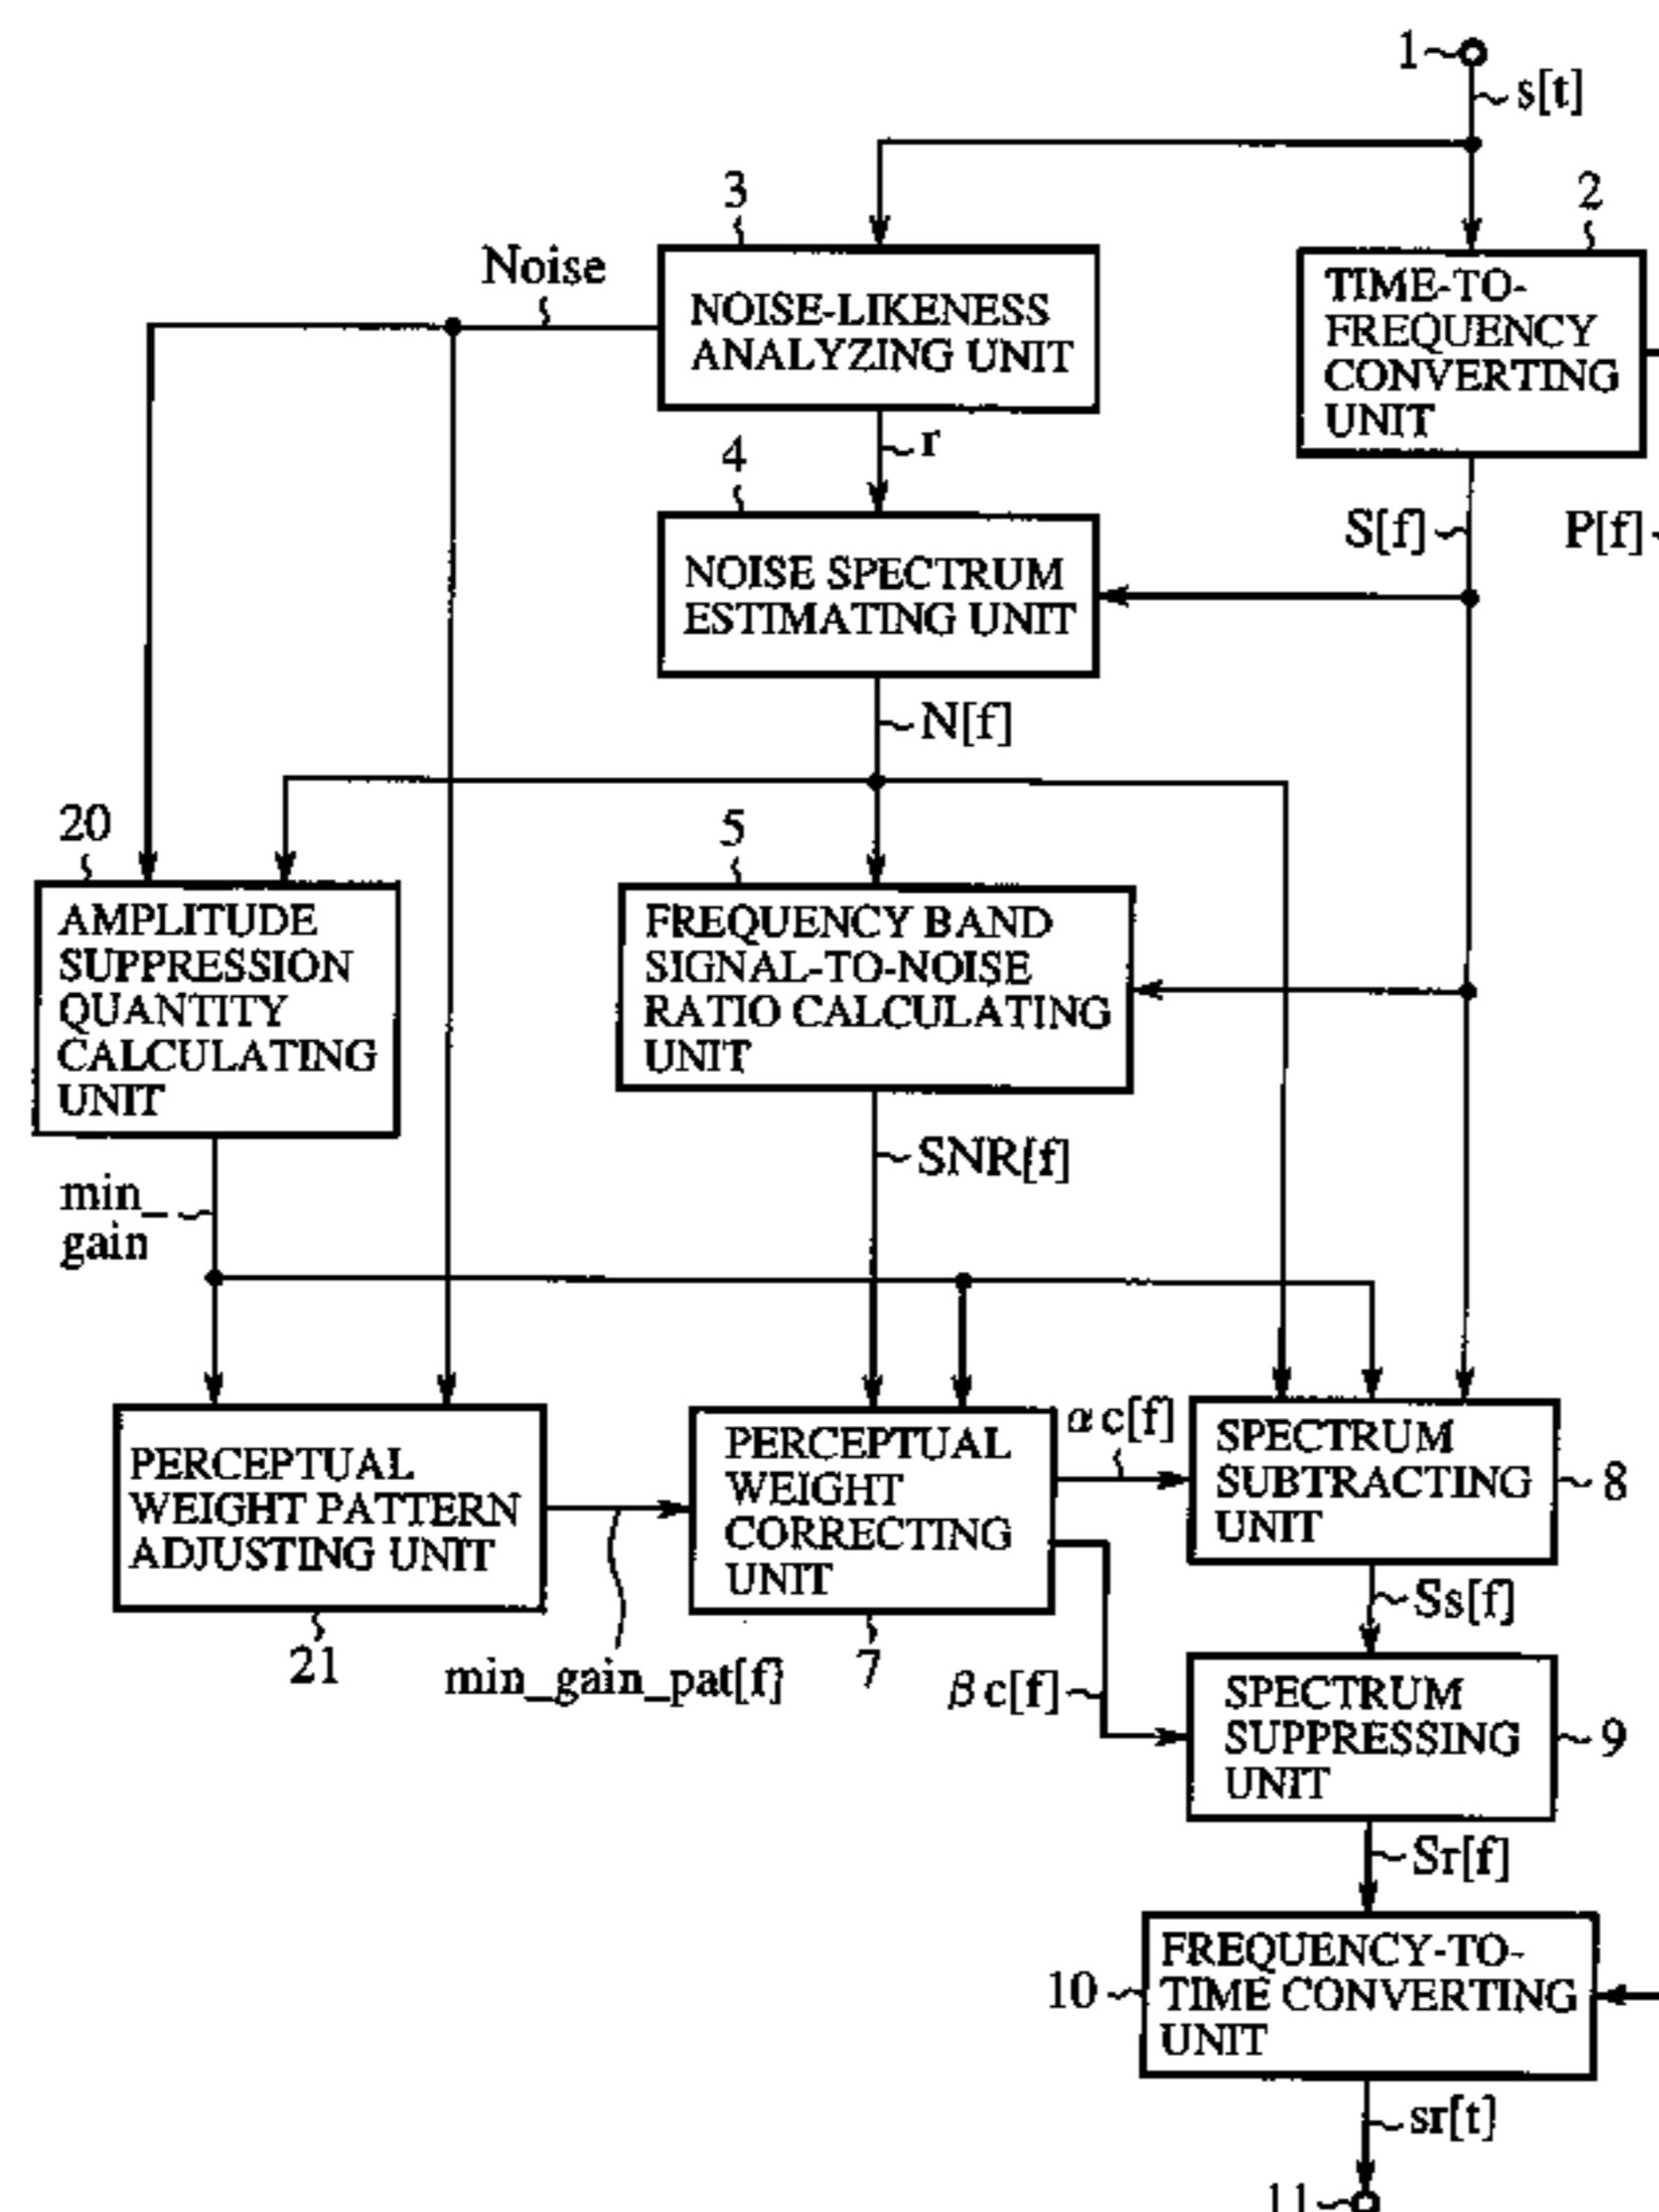 1
s[t]
3
2
Noise
NOISE-LIKENESS
ANALYZING UNIT
TIME-TO-
FREQUENCY
CONVERTING
UNIT
r
4
S[f]
P[f]
NOISE SPECTRUM
ESTIMATING UNIT
N[f]
20
5
AMPLITUDE
SUPPRESSION
QUANTITY
CALCULATING
UNIT
FREQUENCY BAND
SIGNAL-TO-NOISE
RATIO CALCULATING
UNIT
SNR[f]
min_
gain
PERCEPTUAL
WEIGHT PATTERN
ADJUSTING UNIT
21
min_gain_pat[f]
PERCEPTUAL
WEIGHT
CORRECTING
UNIT
7
αc[f]
βc[f]
SPECTRUM
SUBTRACTING
UNIT
8
Ss[f]
SPECTRUM
SUPPRESSING
UNIT
9
Sr[f]
10
FREQUENCY-TO-
TIME CONVERTING
UNIT
sr[t]
11